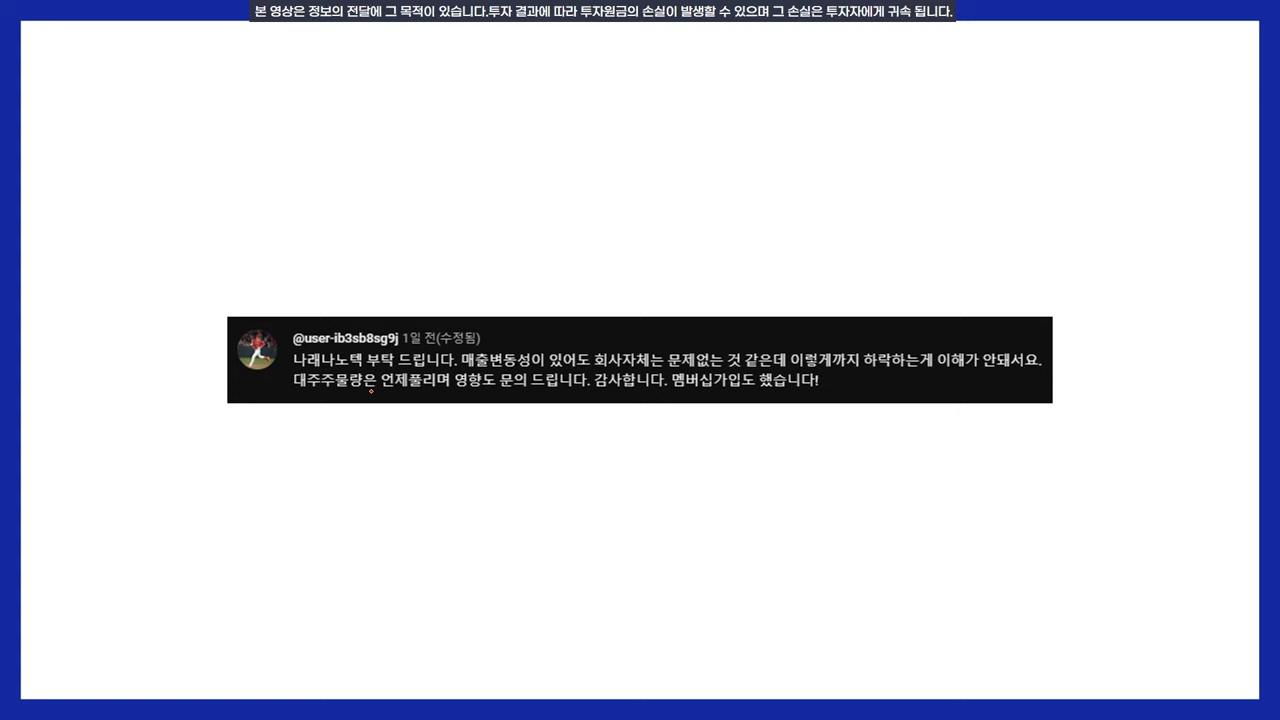 본 영상은 정보의 전달에 그 목적이 있습니다.투자 결과에 따라 투자원금의 손실이 발생할 수 있으며 그 손실은 투자자에게 귀속 됩니다.
@user-ib3sb8sg9j 1일 전(수정됨)
나래나노텍 부탁 드립니다. 매출변동성이 있어도 회사자체는 문제없는 것 같은데 이렇게까지 하락하는게 이해가 안돼서요.
대주주물량은 언제풀리며 영향도 문의 드립니다. 감사합니다. 멤버십가입도 했습니다!